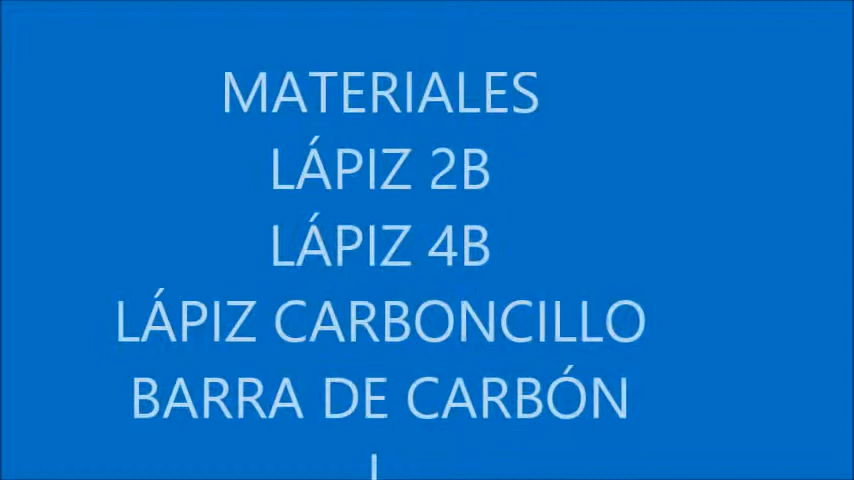 MATERIALES
LÁPIZ 2B
LÁPIZ 4B
LÁPIZ CARBONCILLO
BARRA DE CARBÓN